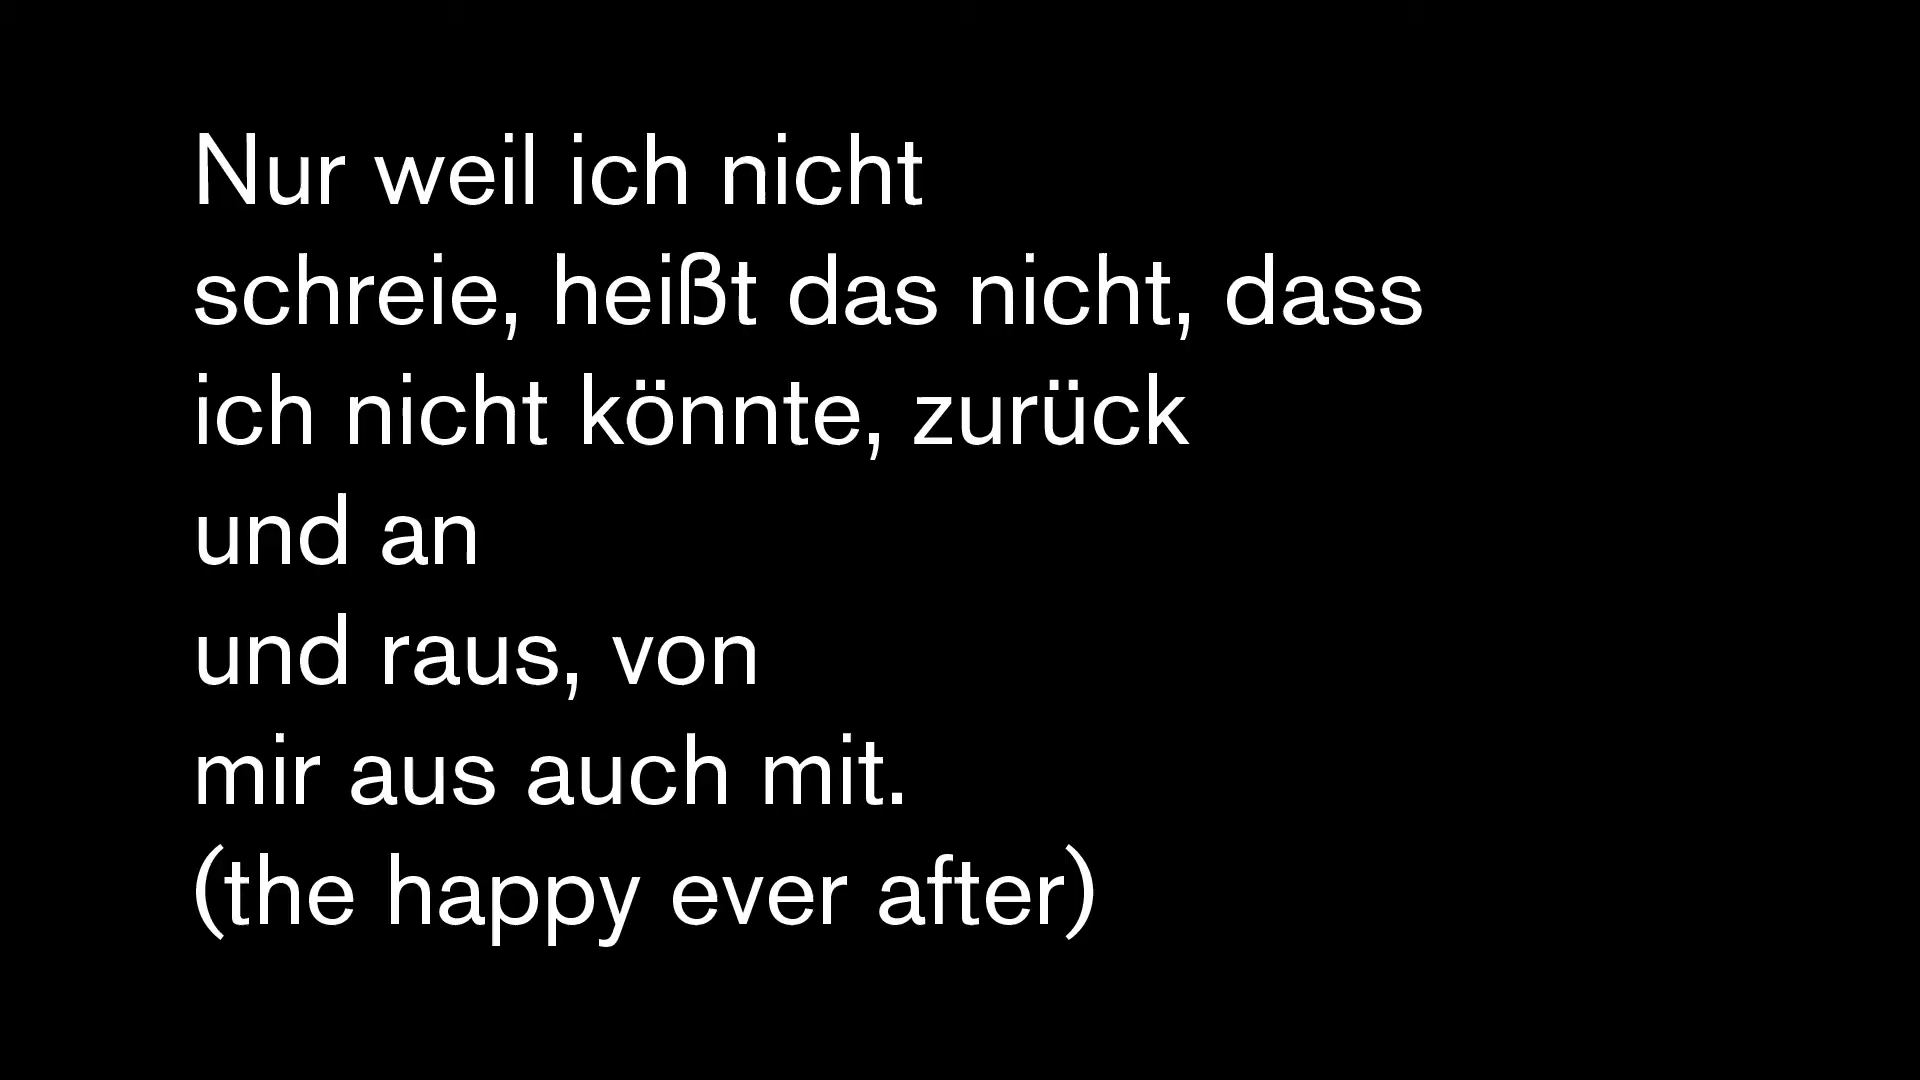 Nur weil ich nicht
schreie, heißt das nicht, dass
ich nicht könnte, zurück
und an
und raus, von
mir aus auch mit.
(the happy ever after)